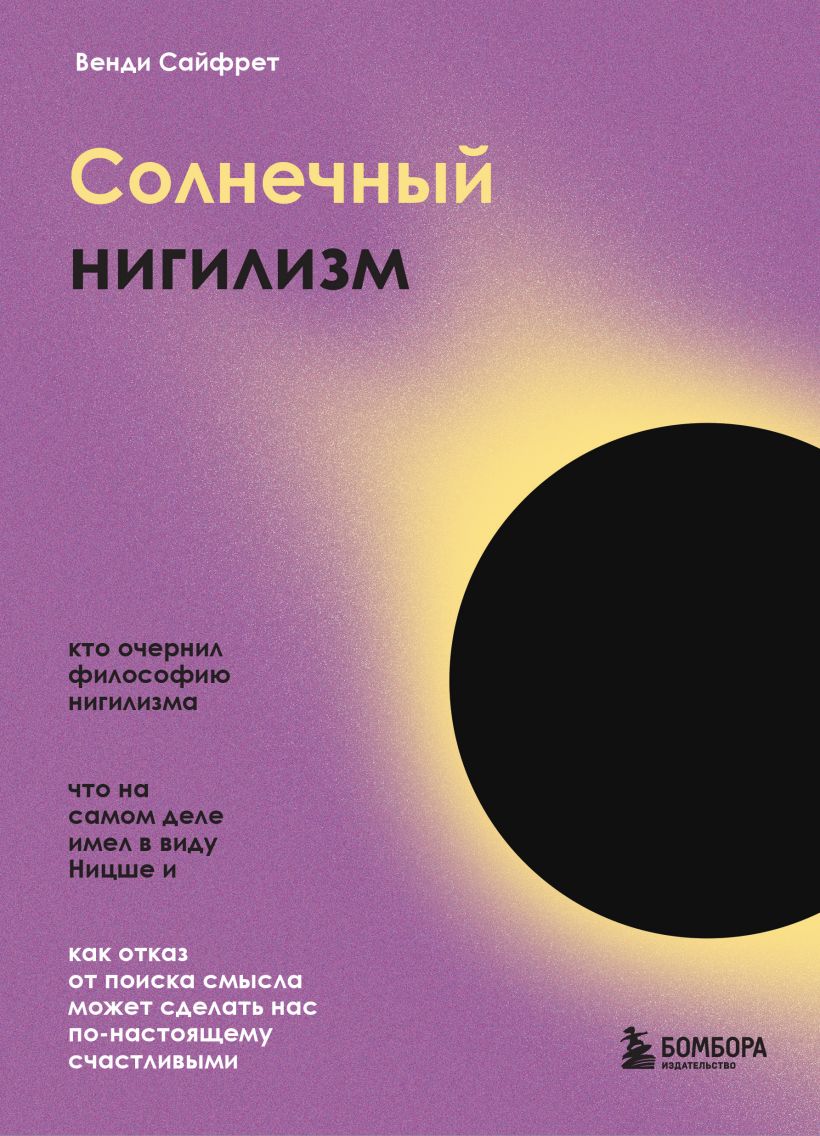 Венди Сайфрет
Солнечный
нигилизм
кто очернил
философию
нигилизма
что на
самом деле
имел в виду
Ницше и
как отказ
от поиска смысла
может сделать нас
по-настоящему
счастливыми
БОМБОРА
ИЗДАТЕЛЬСТВО